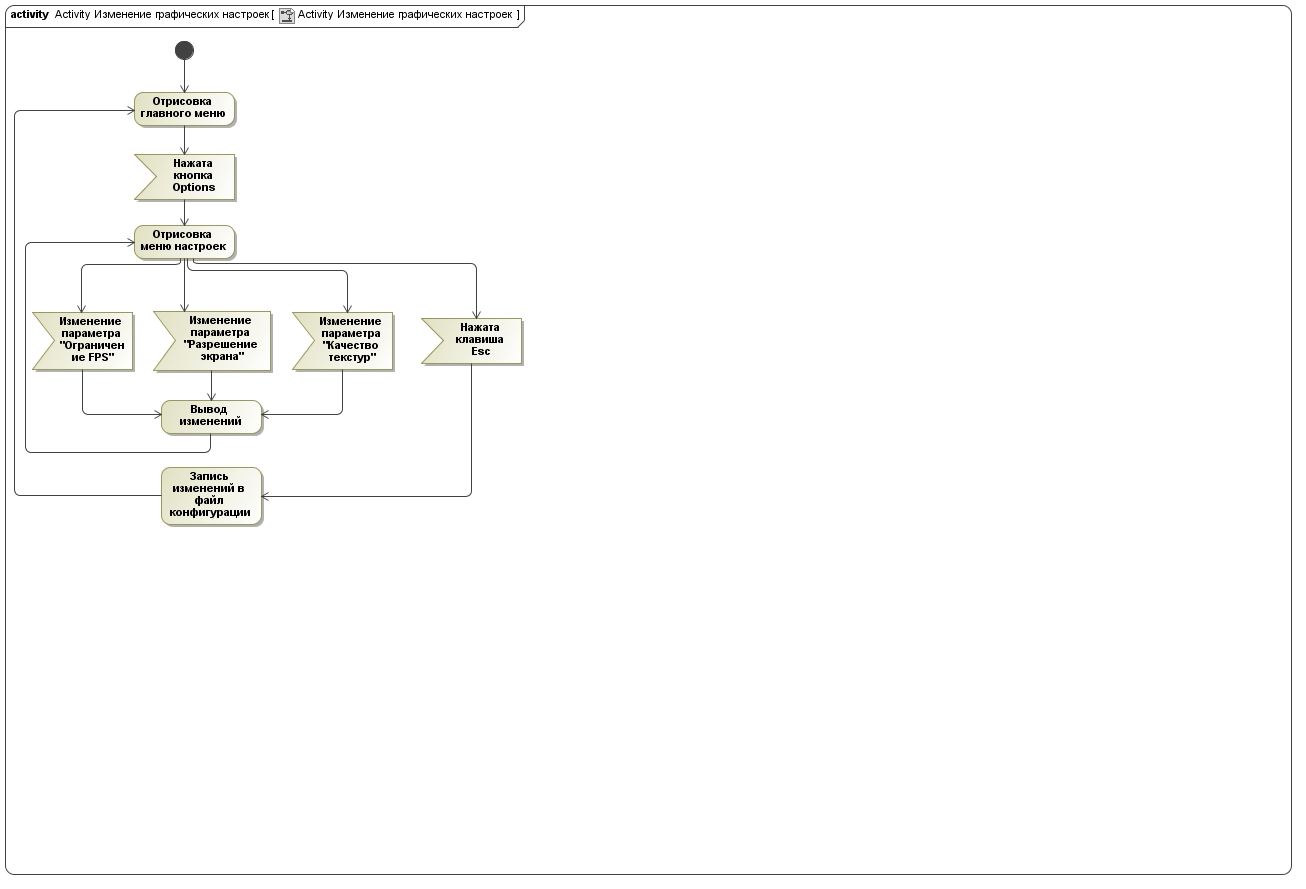 activity Activity Изменение графических настроек [ Activity Изменение графических настроек ]
Отрисовка
главного меню
Нажата
кнопка
Options
Отрисовка
меню настроек
Изменение
параметра
"Ограничен
ие FPS"
Изменение
параметра
"Разрешение
экрана"
Изменение
параметра
"Качество
текстур"
Нажата
клавиша
Esc
Вывод
изменений
Запись
изменений в
файл
конфигурации